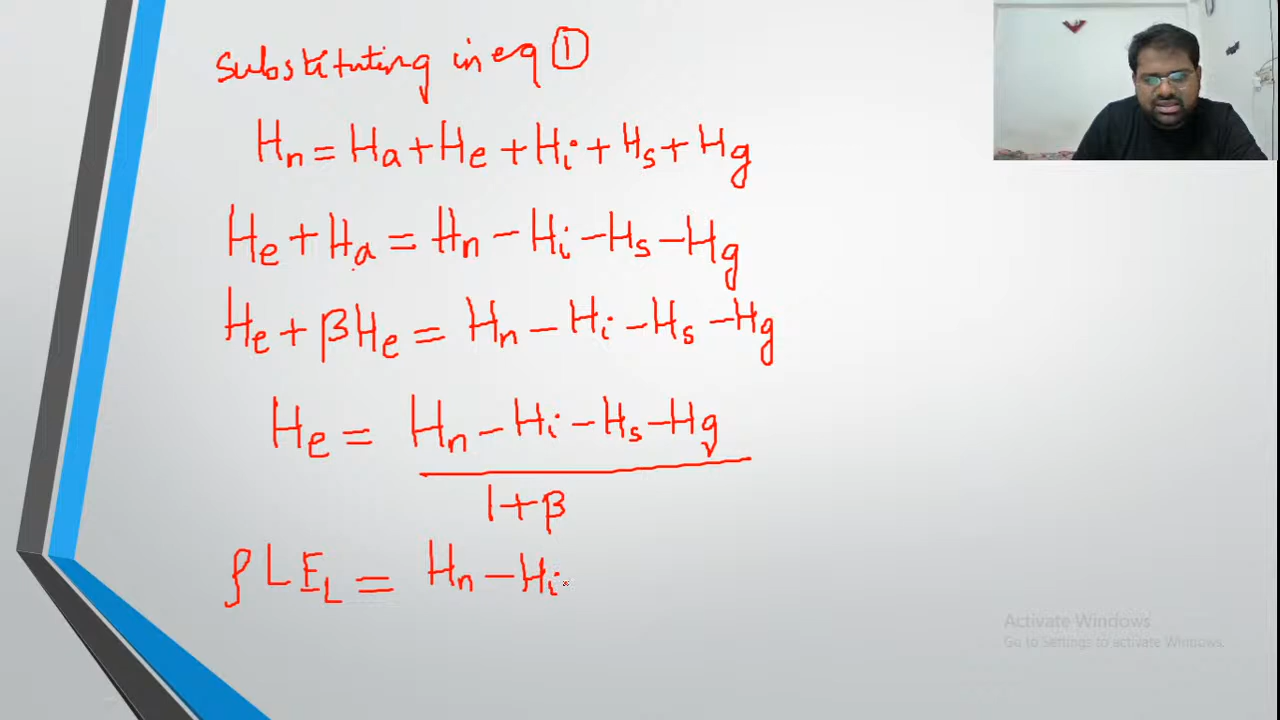 Substituting in eq ①
Hn = Ha + He + Hi + Hs + Hg
He + Ha = Hn - Hi - Hs - Hg
He + βHe = Hn - Hi - Hs - Hg
He = Hn - Hi - Hs - Hg
1+β
ρ L EL = Hn - Hi
Activate Windows
Go to Settings to activate Windows.